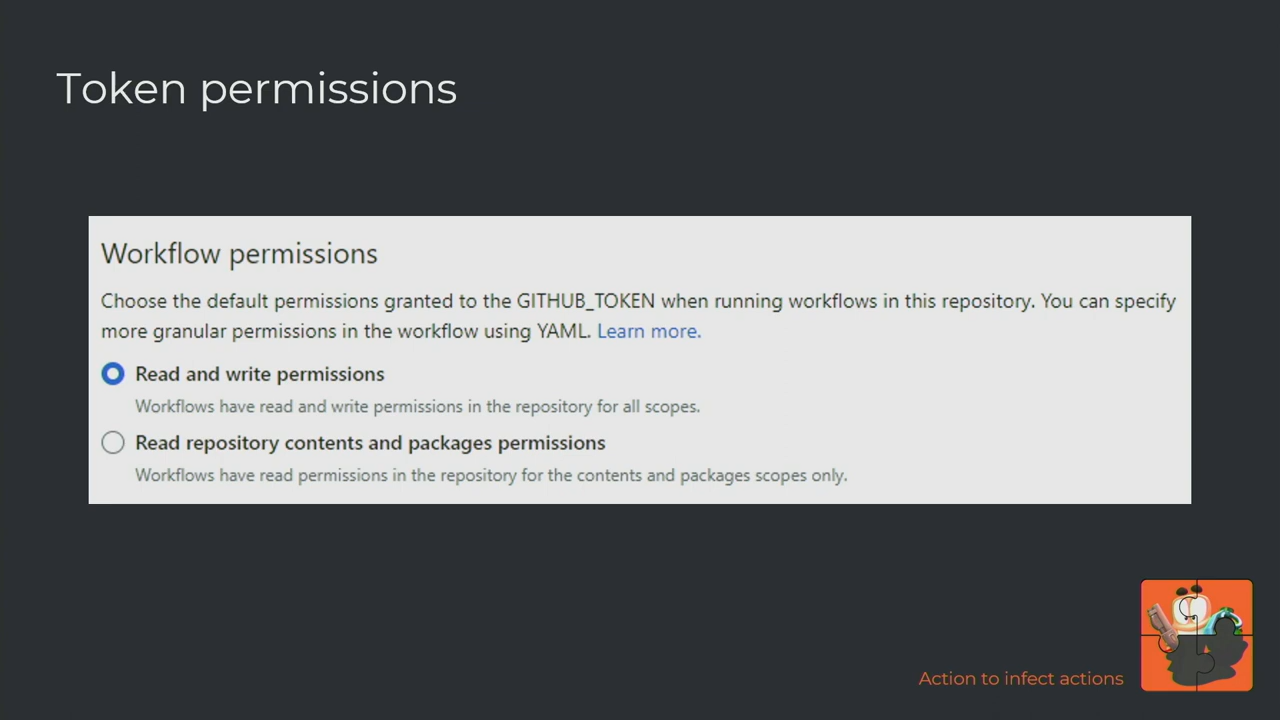 Token permissions
Workflow permissions
Choose the default permissions granted to the GITHUB_TOKEN when running workflows in this repository. You can specify
more granular permissions in the workflow using YAML. Learn more.
Read and write permissions
Workflows have read and write permissions in the repository for all scopes.
Read repository contents and packages permissions
Workflows have read permissions in the repository for the contents and packages scopes only.
Action to infect actions